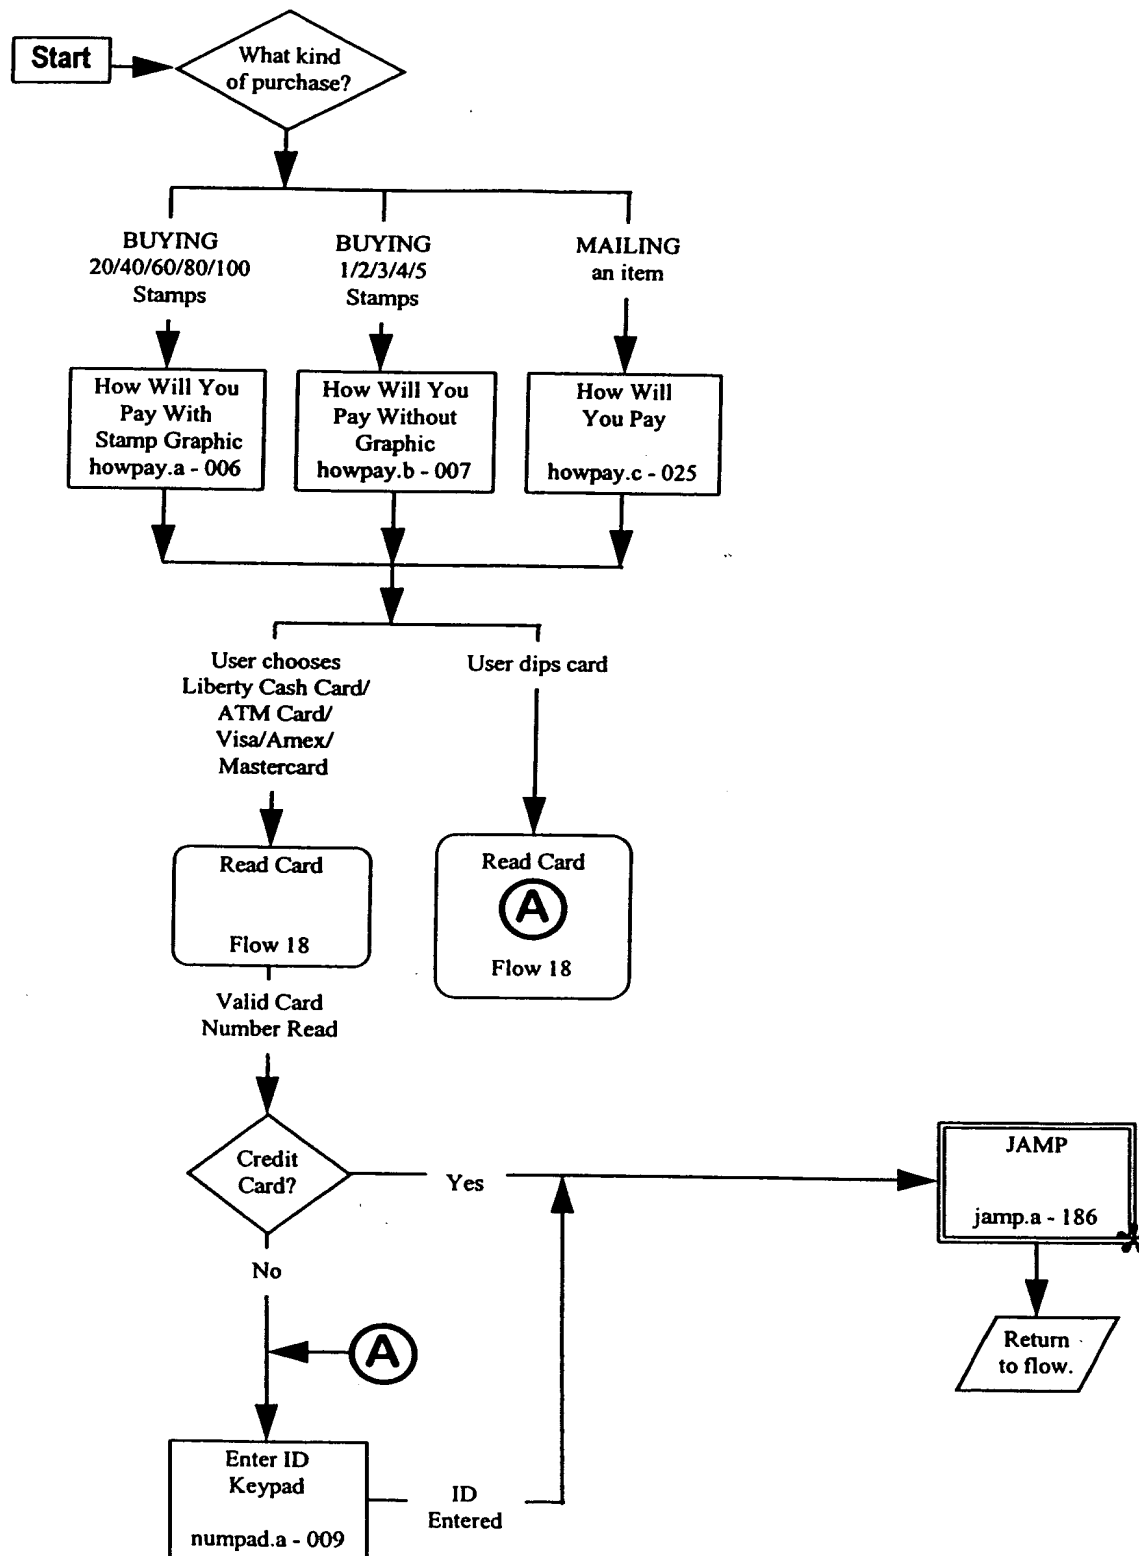 Start
What kind
of purchase?
BUYING
20/40/60/80/100
Stamps
BUYING
1/2/3/4/5
Stamps
MAILING
an item
How Will You
Pay With
Stamp Graphic
howpay.a - 006
How Will You
Pay Without
Graphic
howpay.b - 007
How Will
You Pay
howpay.c - 025
User chooses
Liberty Cash Card/
ATM Card/
Visa/Amex/
Mastercard
User dips card
Read Card
Flow 18
Read Card
A
Flow 18
Valid Card
Number Read
Credit
Card?
Yes
No
JAMP
jamp.a - 186
Return
to flow.
A
Enter ID
Keypad
numpad.a - 009
ID
Entered